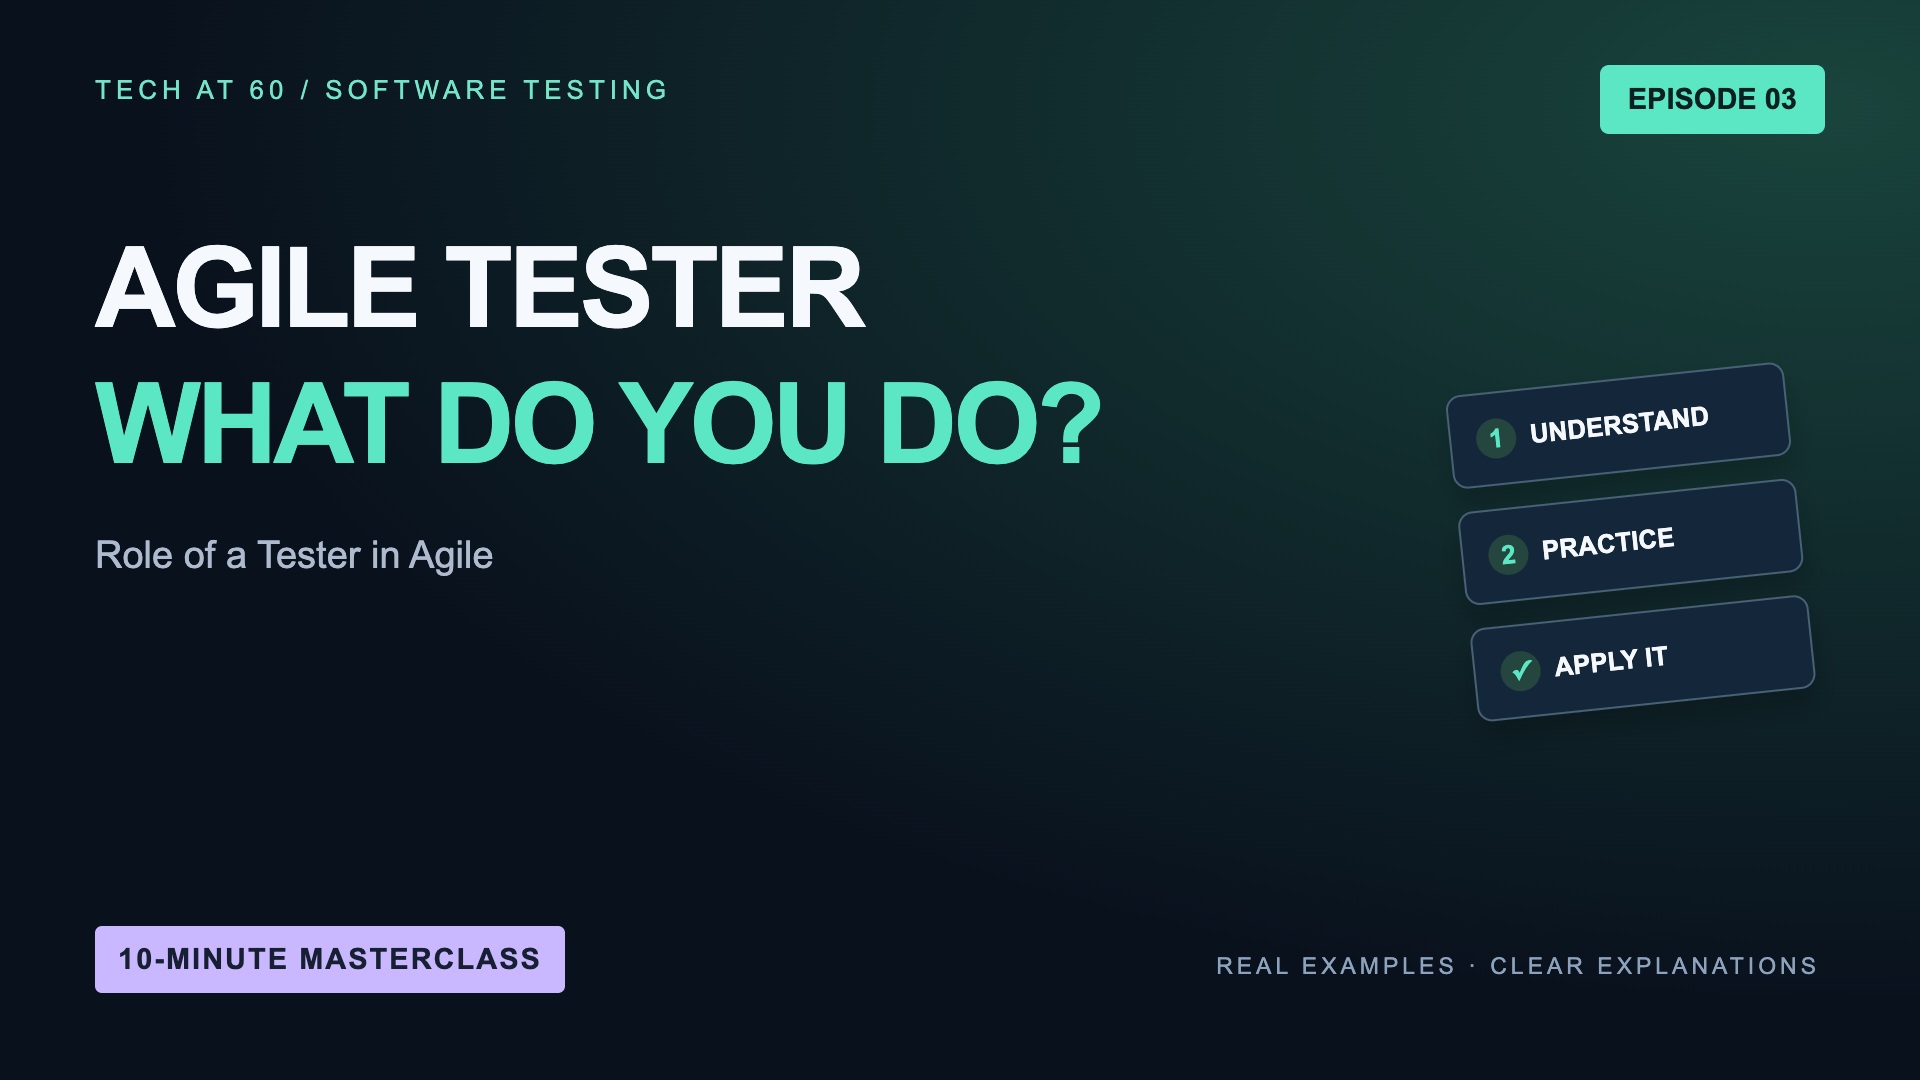 TECH AT 60 / SOFTWARE TESTING
EPISODE 03
AGILE TESTER
WHAT DO YOU DO?
Role of a Tester in Agile
1 UNDERSTAND
2 PRACTICE
✓ APPLY IT
10-MINUTE MASTERCLASS
REAL EXAMPLES · CLEAR EXPLANATIONS